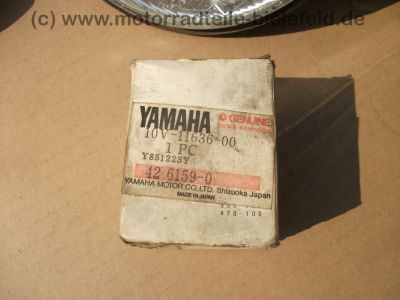 (c) www.motorradteile-bielefeld.de
YAMAHA GENUINE
10V-11636-00
1 PC
Y851223Y
42 6159-0
YAMAHA MOTOR CO., LTD. Shizuoka Japan
MADE IN JAPAN
470 100